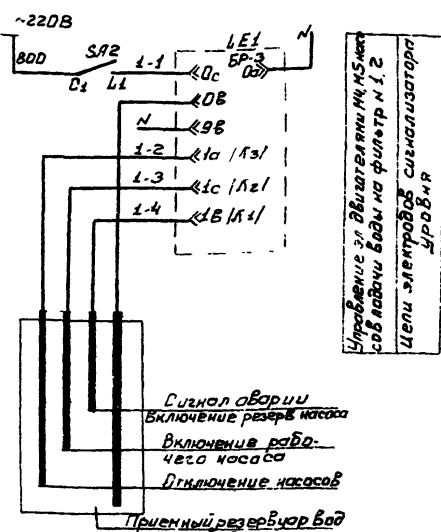 ~220В
800
SA2
C1
L1
1-1
LE1
БР-3
N
0с
0а
0В
N
9В
1-2
1а /К3/
1-3
1с /К2/
1-4
1В /К1/
Управление эл двигателями М4, М5 насо
сов подачи воды на фильтр N 1, 2
Цепи электродов сигнализатора
уровня
Сигнал аварии
Включение резерв насоса
Включение рабо-
чего насоса
Отключение насосов
Приемный резервуар вод